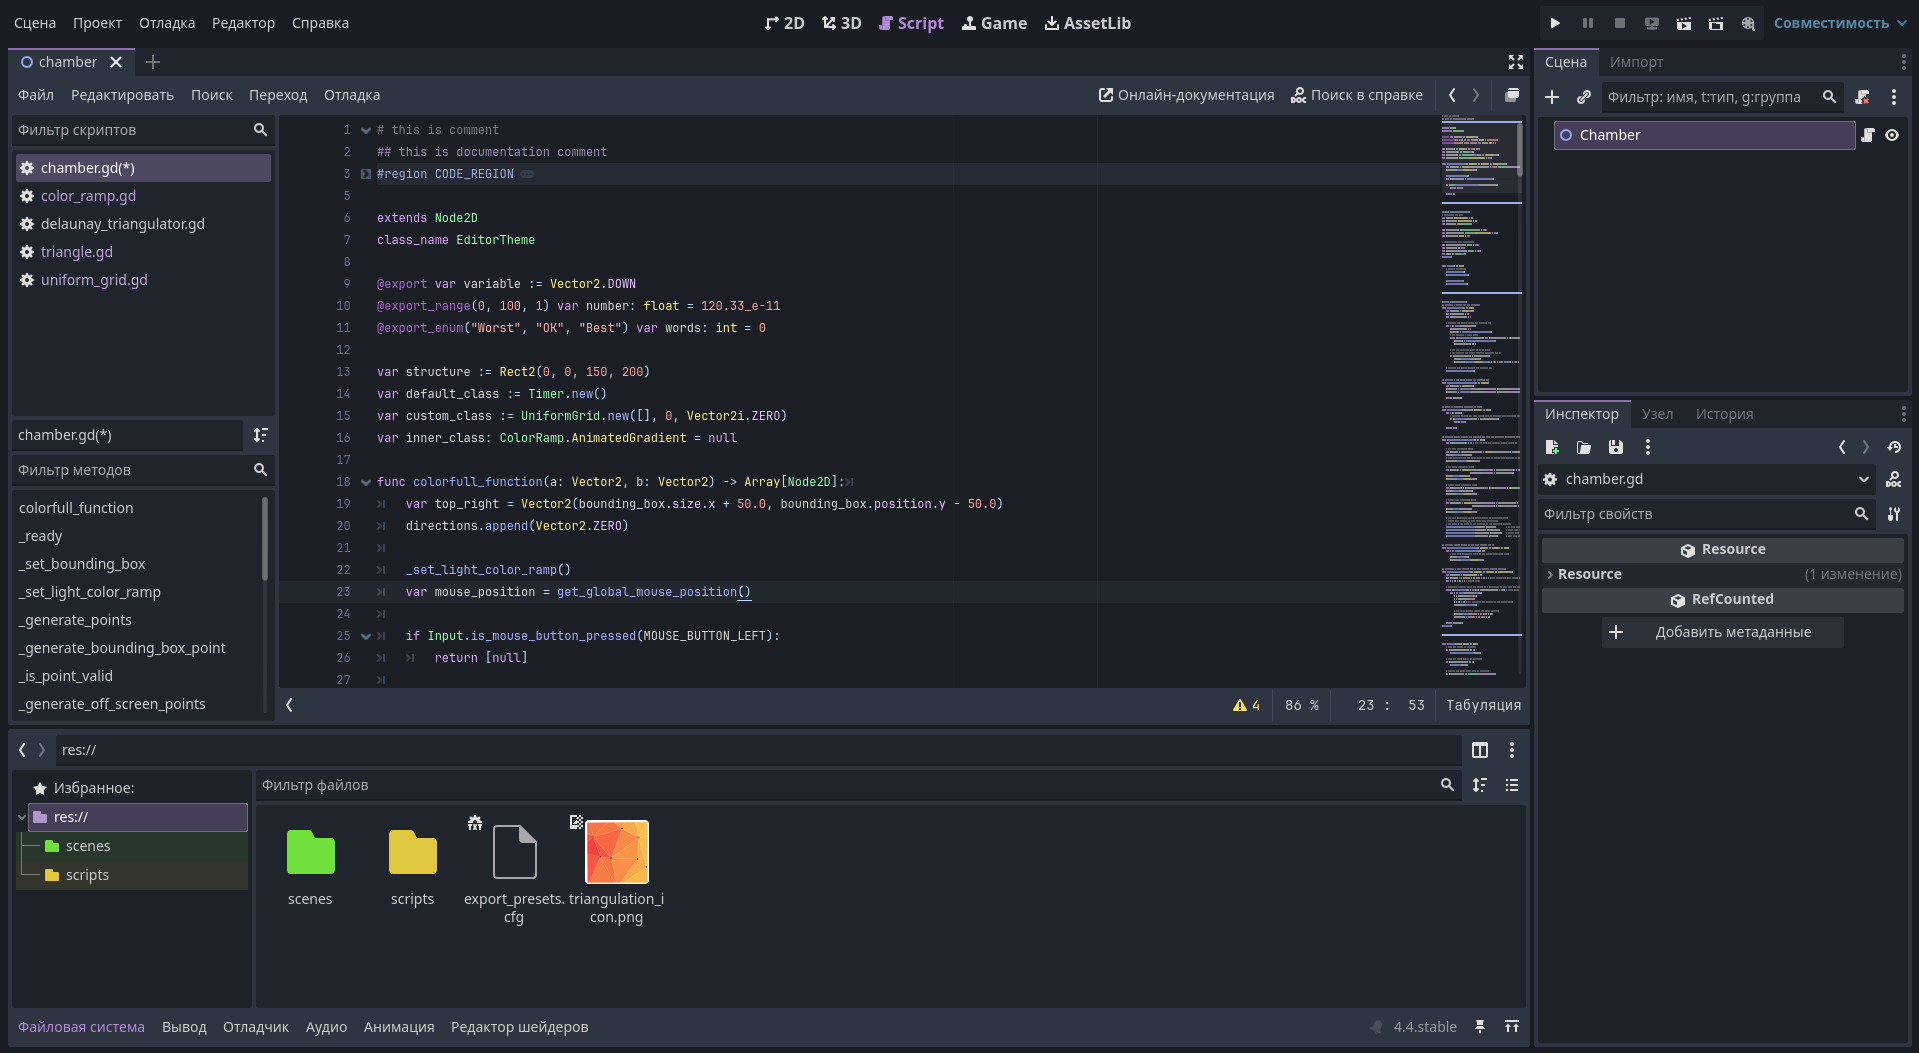 Сцена Проект Отладка Редактор Справка
2D 3D Script Game AssetLib
Совместимость
chamber
Файл Редактировать Поиск Переход Отладка
Онлайн-документация Поиск в справке
Фильтр скриптов
chamber.gd(*)
color_ramp.gd
delaunay_triangulator.gd
triangle.gd
uniform_grid.gd
chamber.gd(*)
Фильтр методов
colorfull_function
_ready
_set_bounding_box
_set_light_color_ramp
_generate_points
_generate_bounding_box_point
_is_point_valid
_generate_off_screen_points
1 # this is comment
2 ## this is documentation comment
3 #region CODE_REGION
5
6 extends Node2D
7 class_name EditorTheme
8
9 @export var variable := Vector2.DOWN
10 @export_range(0, 100, 1) var number: float = 120.33_e-11
11 @export_enum("Worst", "OK", "Best") var words: int = 0
12
13 var structure := Rect2(0, 0, 150, 200)
14 var default_class := Timer.new()
15 var custom_class := UniformGrid.new([], 0, Vector2i.ZERO)
16 var inner_class: ColorRamp.AnimatedGradient = null
17
18 func colorfull_function(a: Vector2, b: Vector2) -> Array[Node2D]:
19 var top_right = Vector2(bounding_box.size.x + 50.0, bounding_box.position.y - 50.0)
20 directions.append(Vector2.ZERO)
21
22 _set_light_color_ramp()
23 var mouse_position = get_global_mouse_position()
24
25 if Input.is_mouse_button_pressed(MOUSE_BUTTON_LEFT):
26 return [null]
27
4 86 % 23 : 53 Табуляция
Сцена Импорт
Фильтр: имя, t:тип, g:группа
Chamber
Инспектор Узел История
chamber.gd
Фильтр свойств
Resource
Resource (1 изменение)
RefCounted
Добавить метаданные
res://
Избранное:
res://
scenes
scripts
Фильтр файлов
TXT
scenes
scripts
export_presets.
cfg
triangulation_i
con.png
Файловая система Вывод Отладчик Аудио Анимация Редактор шейдеров
4.4.stable